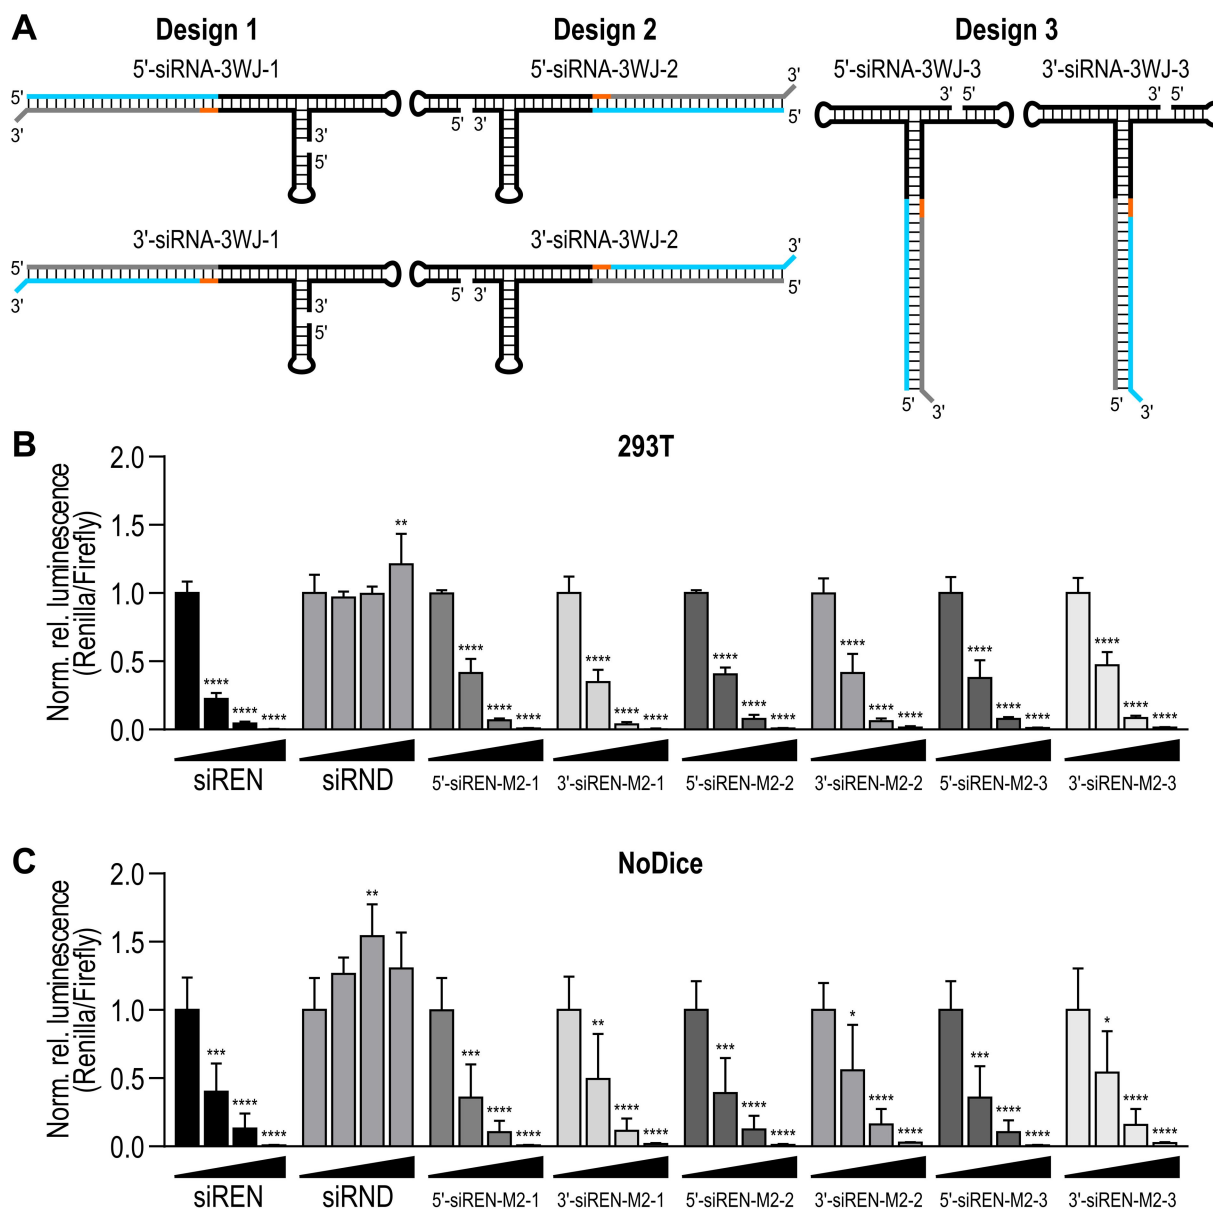 A
Design 1
Design 2
Design 3
5'-siRNA-3WJ-1
5'-siRNA-3WJ-2
5'-siRNA-3WJ-3
3'-siRNA-3WJ-3
5'
3'
3'
5'
5' 3'
3'
5'
3' 5'
3' 5'
3'-siRNA-3WJ-1
3'-siRNA-3WJ-2
5'
3'
3'
5'
5' 3'
3'
5'
5'
3'
5'
3'
B
293T
Norm. rel. luminescence
(Renilla/Firefly)
2.0
1.5
1.0
0.5
0.0
**** **** ****
**
**** **** ****
**** **** ****
**** **** ****
**** **** ****
**** **** ****
**** **** ****
siREN
siRND
5'-siREN-M2-1
3'-siREN-M2-1
5'-siREN-M2-2
3'-siREN-M2-2
5'-siREN-M2-3
3'-siREN-M2-3
C
NoDice
Norm. rel. luminescence
(Renilla/Firefly)
2.0
1.5
1.0
0.5
0.0
*** **** ****
**
*** **** ****
** **** ****
*** **** ****
* **** ****
*** **** ****
* **** ****
siREN
siRND
5'-siREN-M2-1
3'-siREN-M2-1
5'-siREN-M2-2
3'-siREN-M2-2
5'-siREN-M2-3
3'-siREN-M2-3